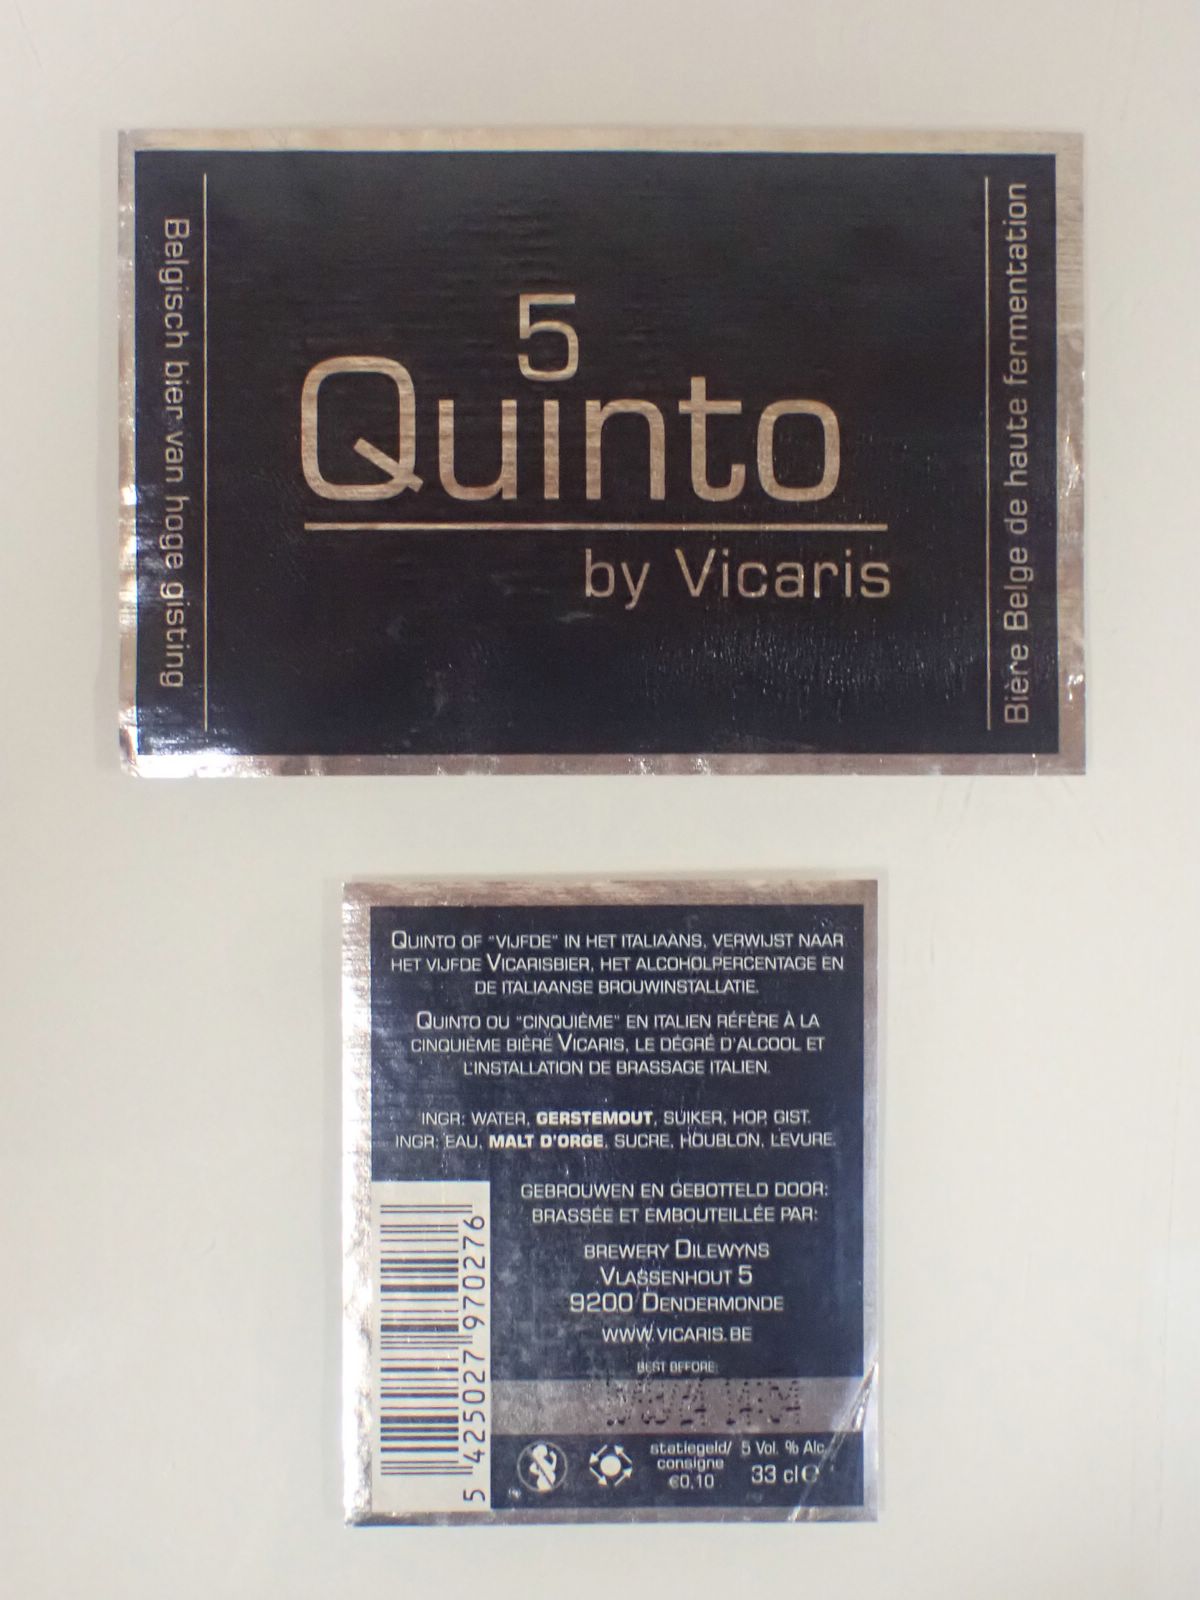 Belgisch bier van hoge gisting
5
Quinto
by Vicaris
Bière Belge de haute fermentation
QUINTO OF "VIJFDE" IN HET ITALIAANS, VERWIJST NAAR
HET VIJFDE VICARISBIER, HET ALCOHOLPERCENTAGE EN
DE ITALIAANSE BROUWINSTALLATIE.
QUINTO OU "CINQUIÈME" EN ITALIEN RÉFÈRE À LA
CINQUIÈME BIÈRE VICARIS, LE DÉGRÉ D'ALCOOL ET
L'INSTALLATION DE BRASSAGE ITALIEN.
INGR: WATER, GERSTEMOUT, SUIKER, HOP, GIST.
INGR: EAU, MALT D'ORGE, SUCRE, HOUBLON, LEVURE.
GEBROUWEN EN GEBOTTELD DOOR:
BRASSÉE ET EMBOUTEILLÉE PAR:
BREWERY DILEWYNS
VLASSENHOUT 5
9200 DENDERMONDE
WWW.VICARIS.BE
BEST BEFORE:
statiegeld/
consigne
€0,10
5 Vol. % Alc.
33 cl e
5 425027 970276